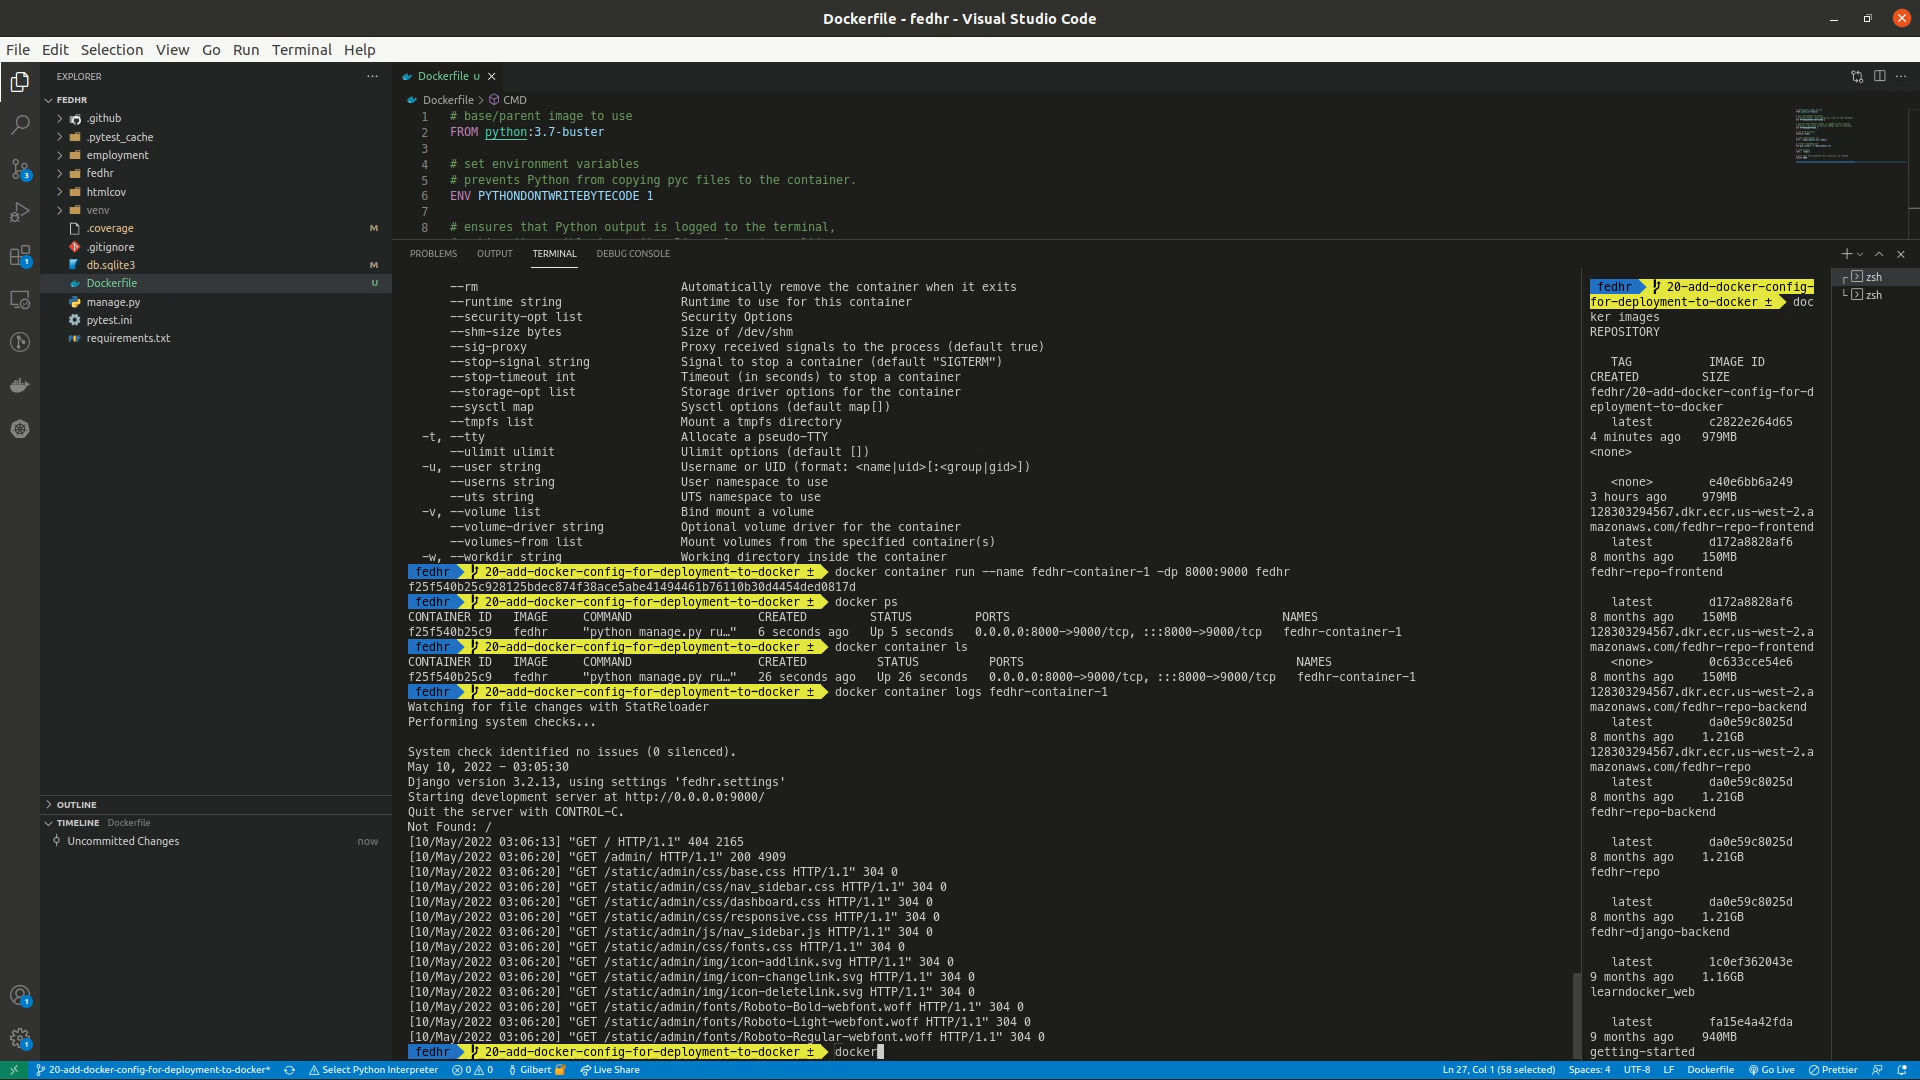 Dockerfile - fedhr - Visual Studio Code
File Edit Selection View Go Run Terminal Help
EXPLORER
FEDHR
.github
.pytest_cache
employment
fedhr
htmlcov
venv
.coverage M
.gitignore
db.sqlite3 M
Dockerfile U
manage.py
pytest.ini
requirements.txt
OUTLINE
TIMELINE Dockerfile
Uncommitted Changes now
3
1
1
1
Dockerfile U
Dockerfile > CMD
1 # base/parent image to use
2 FROM python:3.7-buster
3
4 # set environment variables
5 # prevents Python from copying pyc files to the container.
6 ENV PYTHONDONTWRITEBYTECODE 1
7
8 # ensures that Python output is logged to the terminal,
PROBLEMS OUTPUT TERMINAL DEBUG CONSOLE
--rm Automatically remove the container when it exits
--runtime string Runtime to use for this container
--security-opt list Security Options
--shm-size bytes Size of /dev/shm
--sig-proxy Proxy received signals to the process (default true)
--stop-signal string Signal to stop a container (default "SIGTERM")
--stop-timeout int Timeout (in seconds) to stop a container
--storage-opt list Storage driver options for the container
--sysctl map Sysctl options (default map[])
--tmpfs list Mount a tmpfs directory
-t, --tty Allocate a pseudo-TTY
--ulimit ulimit Ulimit options (default [])
-u, --user string Username or UID (format: <name|uid>[:<group|gid>])
--userns string User namespace to use
--uts string UTS namespace to use
-v, --volume list Bind mount a volume
--volume-driver string Optional volume driver for the container
--volumes-from list Mount volumes from the specified container(s)
-w, --workdir string Working directory inside the container
fedhr 20-add-docker-config-for-deployment-to-docker ± docker container run --name fedhr-container-1 -dp 8000:9000 fedhr
f25f540b25c928125bdec874f38ace5abe41494461b76110b30d4454ded0817d
fedhr 20-add-docker-config-for-deployment-to-docker ± docker ps
CONTAINER ID IMAGE COMMAND CREATED STATUS PORTS NAMES
f25f540b25c9 fedhr "python manage.py ru…" 6 seconds ago Up 5 seconds 0.0.0.0:8000->9000/tcp, :::8000->9000/tcp fedhr-container-1
fedhr 20-add-docker-config-for-deployment-to-docker ± docker container ls
CONTAINER ID IMAGE COMMAND CREATED STATUS PORTS NAMES
f25f540b25c9 fedhr "python manage.py ru…" 26 seconds ago Up 26 seconds 0.0.0.0:8000->9000/tcp, :::8000->9000/tcp fedhr-container-1
fedhr 20-add-docker-config-for-deployment-to-docker ± docker container logs fedhr-container-1
Watching for file changes with StatReloader
Performing system checks...
System check identified no issues (0 silenced).
May 10, 2022 - 03:05:30
Django version 3.2.13, using settings 'fedhr.settings'
Starting development server at http://0.0.0.0:9000/
Quit the server with CONTROL-C.
Not Found: /
[10/May/2022 03:06:13] "GET / HTTP/1.1" 404 2165
[10/May/2022 03:06:20] "GET /admin/ HTTP/1.1" 200 4909
[10/May/2022 03:06:20] "GET /static/admin/css/base.css HTTP/1.1" 304 0
[10/May/2022 03:06:20] "GET /static/admin/css/nav_sidebar.css HTTP/1.1" 304 0
[10/May/2022 03:06:20] "GET /static/admin/css/dashboard.css HTTP/1.1" 304 0
[10/May/2022 03:06:20] "GET /static/admin/css/responsive.css HTTP/1.1" 304 0
[10/May/2022 03:06:20] "GET /static/admin/js/nav_sidebar.js HTTP/1.1" 304 0
[10/May/2022 03:06:20] "GET /static/admin/css/fonts.css HTTP/1.1" 304 0
[10/May/2022 03:06:20] "GET /static/admin/img/icon-addlink.svg HTTP/1.1" 304 0
[10/May/2022 03:06:20] "GET /static/admin/img/icon-changelink.svg HTTP/1.1" 304 0
[10/May/2022 03:06:20] "GET /static/admin/img/icon-deletelink.svg HTTP/1.1" 304 0
[10/May/2022 03:06:20] "GET /static/admin/fonts/Roboto-Bold-webfont.woff HTTP/1.1" 304 0
[10/May/2022 03:06:20] "GET /static/admin/fonts/Roboto-Light-webfont.woff HTTP/1.1" 304 0
[10/May/2022 03:06:20] "GET /static/admin/fonts/Roboto-Regular-webfont.woff HTTP/1.1" 304 0
fedhr 20-add-docker-config-for-deployment-to-docker ± docker
fedhr 20-add-docker-config-
for-deployment-to-docker ± doc
ker images
REPOSITORY
TAG IMAGE ID
CREATED SIZE
fedhr/20-add-docker-config-for-d
eployment-to-docker
latest c2822e264d65
4 minutes ago 979MB
<none>
<none> e40e6bb6a249
3 hours ago 979MB
128303294567.dkr.ecr.us-west-2.a
mazonaws.com/fedhr-repo-frontend
latest d172a8828af6
8 months ago 150MB
fedhr-repo-frontend
latest d172a8828af6
8 months ago 150MB
128303294567.dkr.ecr.us-west-2.a
mazonaws.com/fedhr-repo-frontend
<none> 0c633cce54e6
8 months ago 150MB
128303294567.dkr.ecr.us-west-2.a
mazonaws.com/fedhr-repo-backend
latest da0e59c8025d
8 months ago 1.21GB
128303294567.dkr.ecr.us-west-2.a
mazonaws.com/fedhr-repo
latest da0e59c8025d
8 months ago 1.21GB
fedhr-repo-backend
latest da0e59c8025d
8 months ago 1.21GB
fedhr-repo
latest da0e59c8025d
8 months ago 1.21GB
fedhr-django-backend
latest 1c0ef362043e
9 months ago 1.16GB
learndocker_web
latest fa15e4a42fda
9 months ago 940MB
getting-started
zsh
zsh
20-add-docker-config-for-deployment-to-docker* Select Python Interpreter 0 0 Gilbert Live Share Ln 27, Col 1 (58 selected) Spaces: 4 UTF-8 LF Dockerfile Go Live Prettier